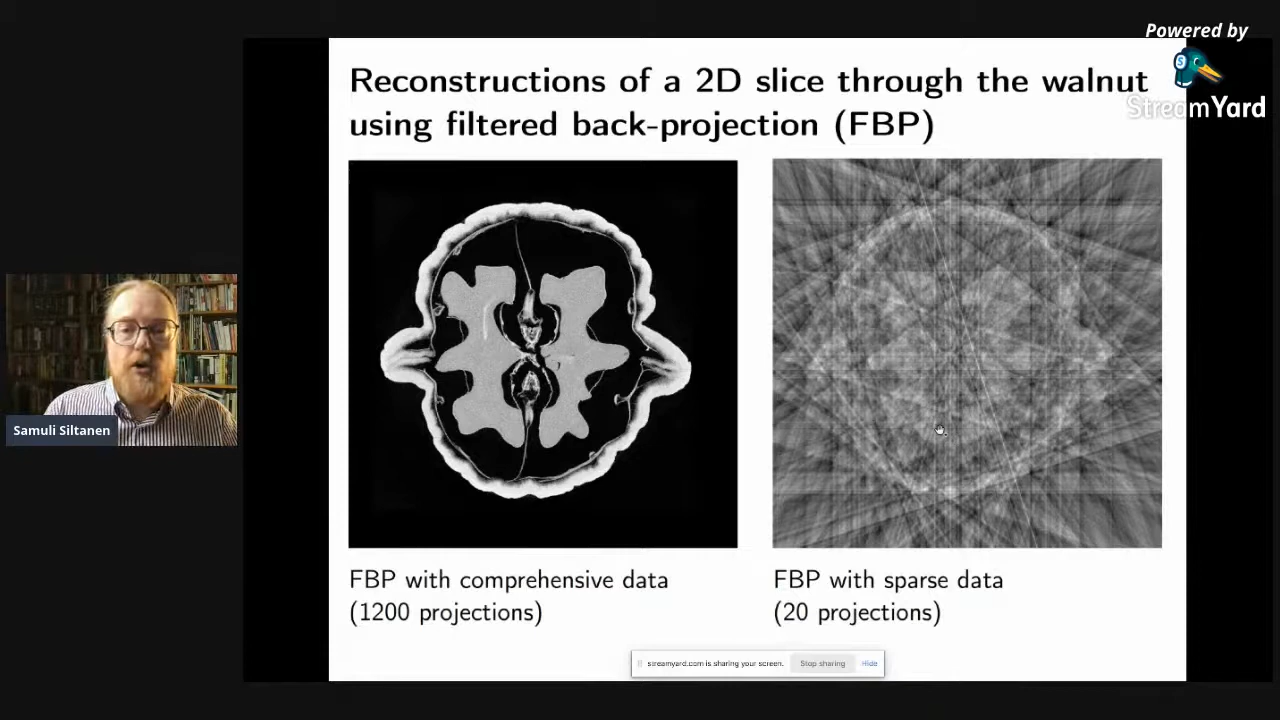 Powered by
StreamYard
Reconstructions of a 2D slice through the walnut
using filtered back-projection (FBP)
Samuli Siltanen
FBP with comprehensive data
(1200 projections)
FBP with sparse data
(20 projections)
streamyard.com is sharing your screen.
Stop sharing
Hide